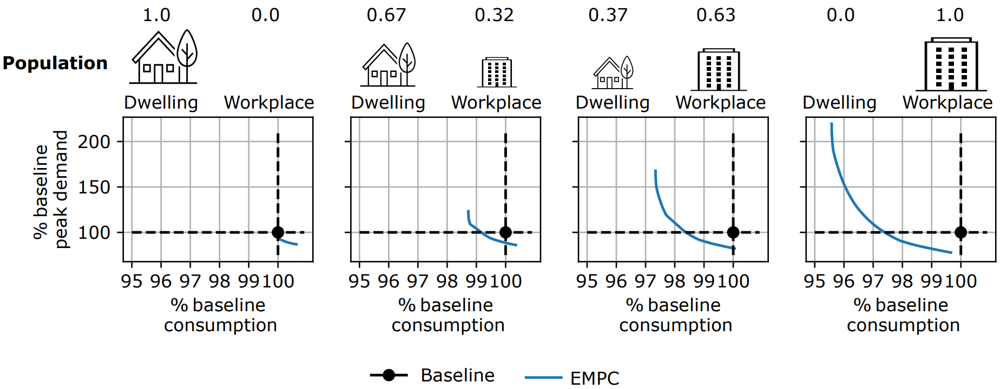 1.0 0.0 0.67 0.32 0.37 0.63 0.0 1.0
Population
Dwelling Workplace Dwelling Workplace Dwelling Workplace Dwelling Workplace
% baseline
peak demand
200
150
100
95 96 97 98 99 100 95 96 97 98 99 100 95 96 97 98 99 100 95 96 97 98 99 100
% baseline % baseline % baseline % baseline
consumption consumption consumption consumption
Baseline EMPC